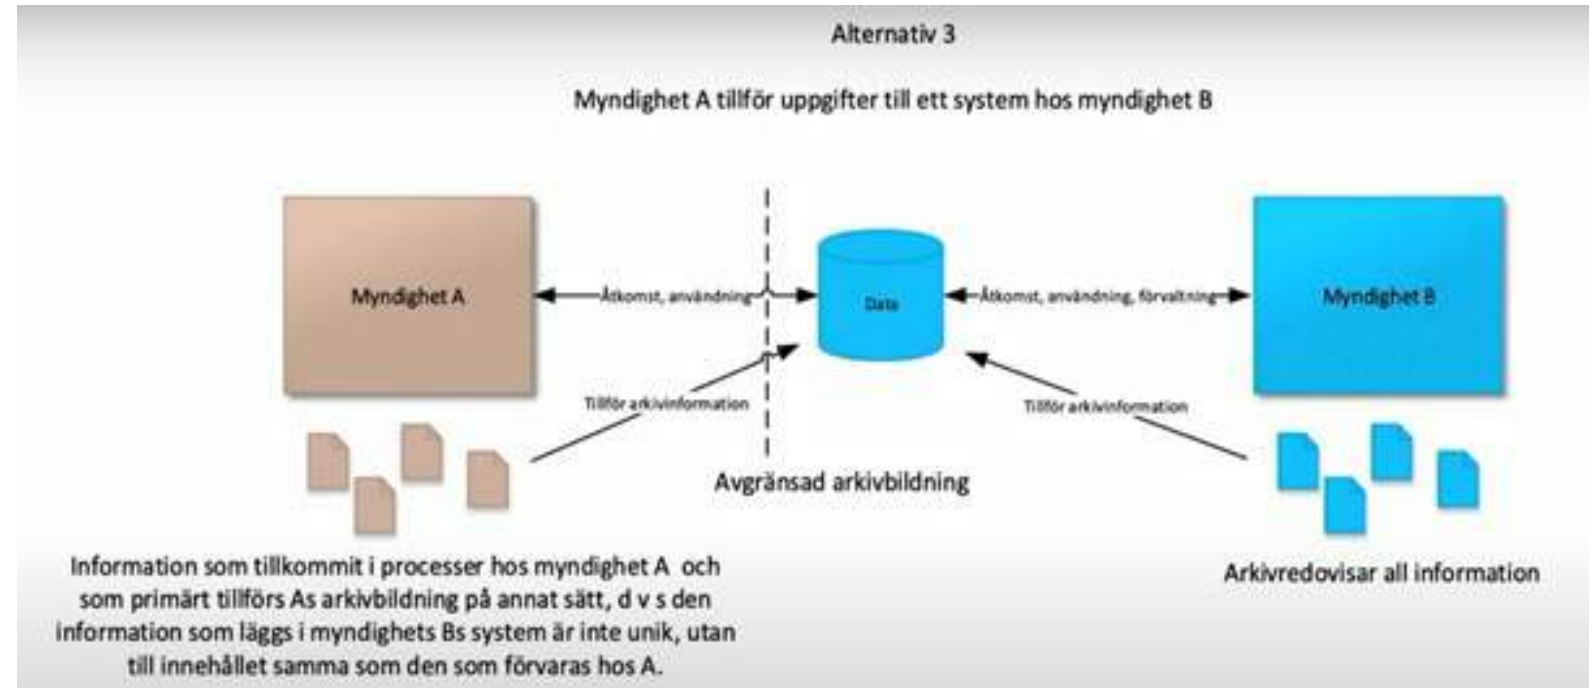 Alternativ 3
Myndighet A tillför uppgifter till ett system hos myndighet B
Myndighet A
Åtkomst, användning
Data
Åtkomst, användning, förvaltning
Myndighet B
Tillför arkivinformation
Tillför arkivinformation
Avgränsad arkivbildning
Information som tillkommit i processer hos myndighet A och
som primärt tillförs As arkivbildning på annat sätt, d v s den
information som läggs i myndighets Bs system är inte unik, utan
till innehållet samma som den som förvaras hos A.
Arkivredovisar all information